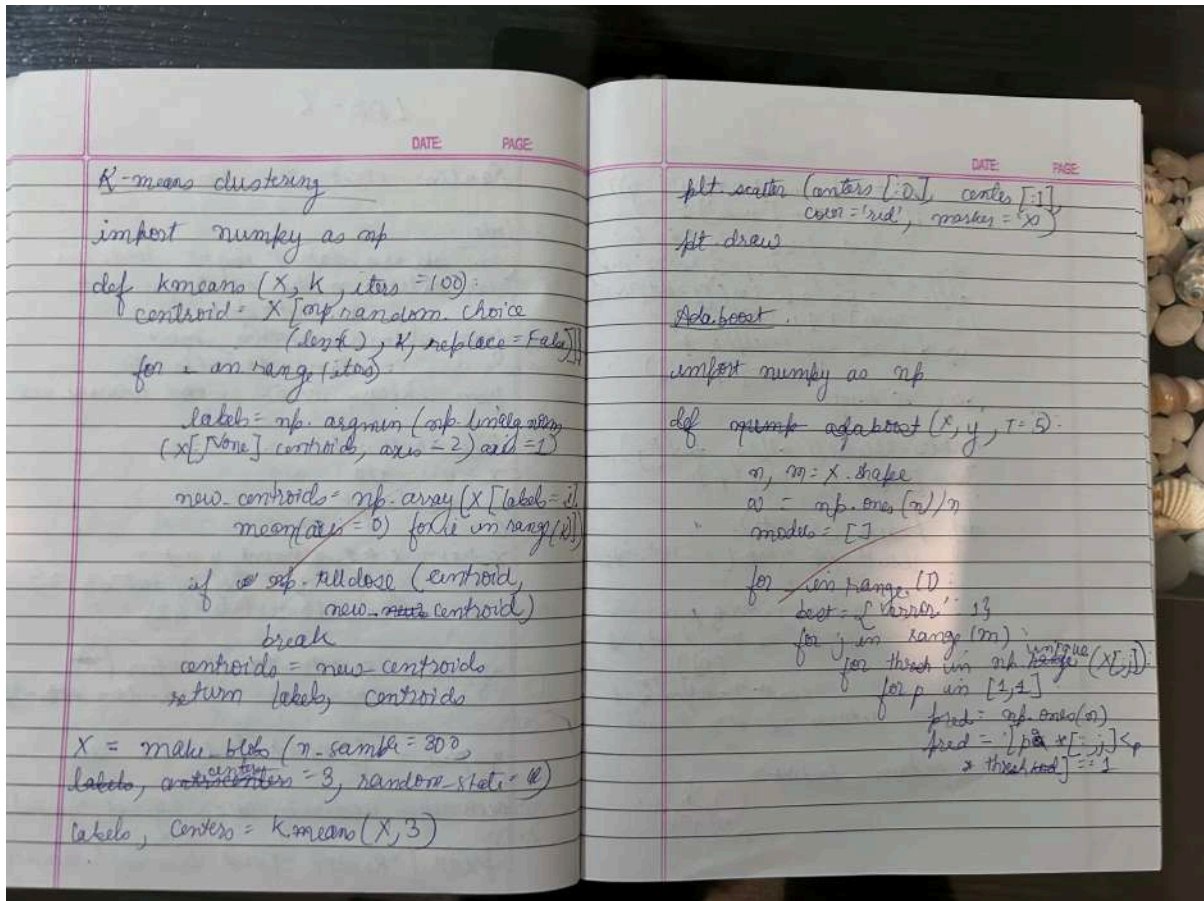 DATE: PAGE:
K-means clustering
import numpy as np
def kmeans (X, K, iters = 100):
centroid = X [np.random.choice
(len(x), K, replace = False)]
for i in range (iters):
labels = np.argmin (np.linalg.norm
(x[:,None] centroids, axis = 2) axis = 1)
new_centroids = np.array (X [labels = i].
mean(axis = 0) for i in range(k)])
if np.allclose (centroid,
new_centroid)
break
centroids = new_centroids
return labels, centroids
X = make_blobs (n_sample = 300,
centers = 3, random_state =
labels, centers = K.means (X, 3)
DATE: PAGE:
plt scatter (centers [:0], center [:1],
color = 'red', marker = 'x')
plt.draw
Adaboost.
import numpy as np
def adaboost (X, y, T = 5):
n, m = X.shape
w = np.ones (n)/n
models = []
for in range (T):
best = { 'error' : 1}
for j in range (m) :
for thresh in np. unique (X[:,j]):
for p in [1,1]
pred = np.ones(n)
pred = [p x[:,j] < p
* thresh] == 1